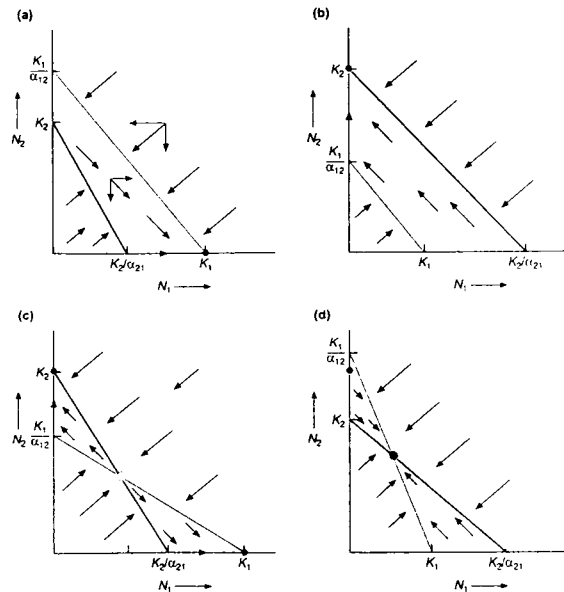 (a)
K₁
α₁₂
K₂
N₂
K₂/α₂₁
K₁
N₁
(b)
K₂
N₂
K₁
α₁₂
K₁
K₂/α₂₁
N₁
(c)
K₂
K₁
N₂
α₁₂
K₂/α₂₁
K₁
N₁
(d)
K₁
α₁₂
K₂
N₂
K₁
K₂/α₂₁
N₁